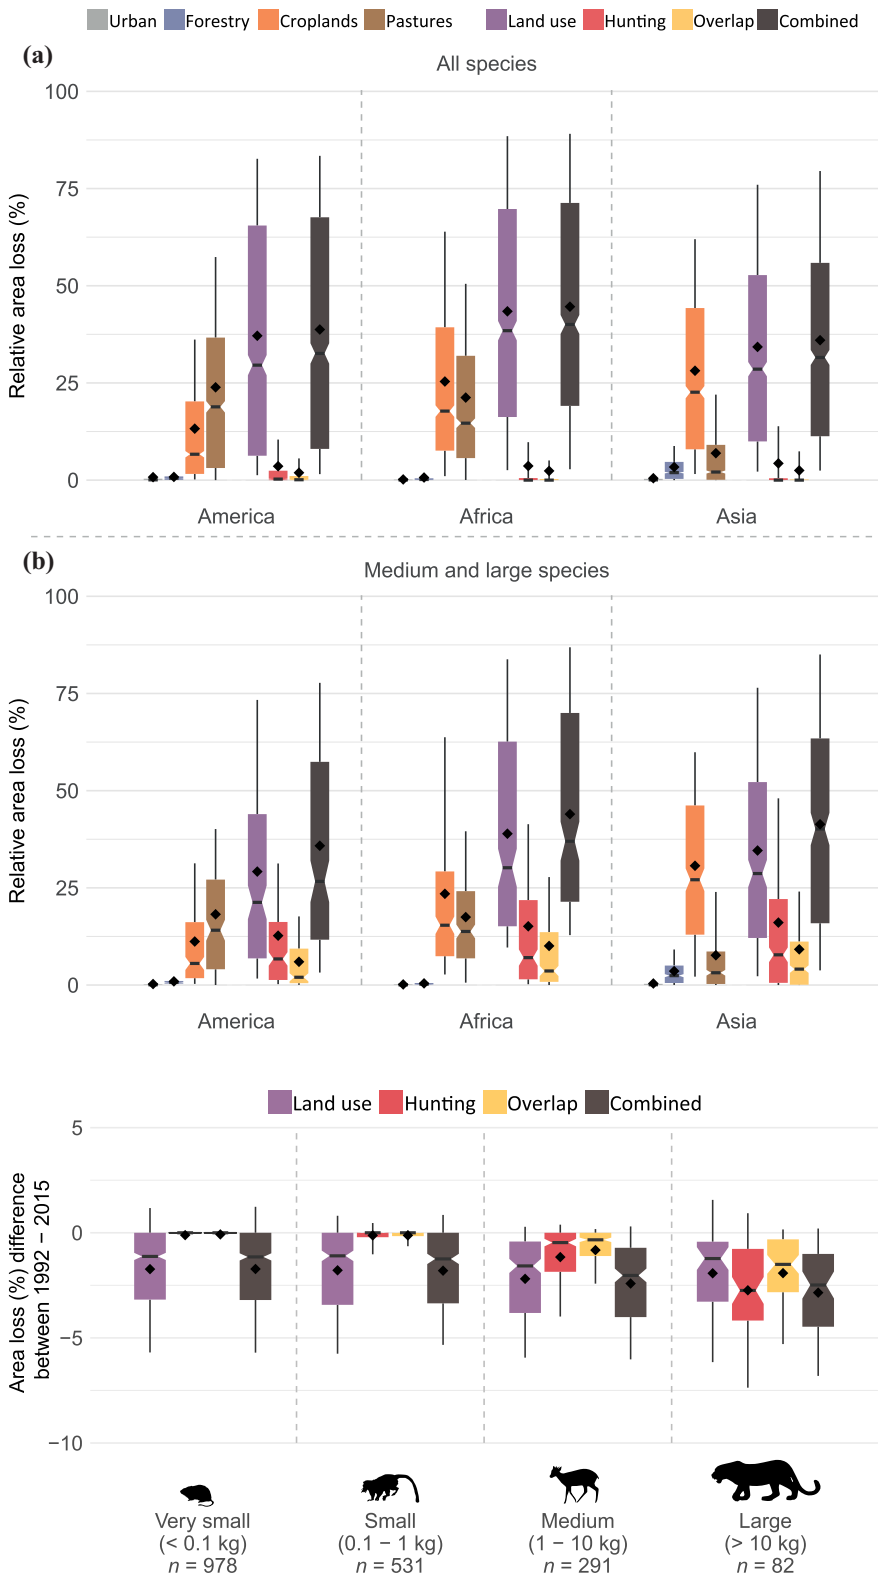 Urban Forestry Croplands Pastures Land use Hunting Overlap Combined
(a)
All species
Relative area loss (%)
100
75
50
25
0
America Africa Asia
(b)
Medium and large species
Relative area loss (%)
100
75
50
25
0
America Africa Asia
Land use Hunting Overlap Combined
Area loss (%) difference
between 1992 − 2015
5
0
−5
−10
Very small Small Medium Large
(< 0.1 kg) (0.1 − 1 kg) (1 − 10 kg) (> 10 kg)
n = 978 n = 531 n = 291 n = 82